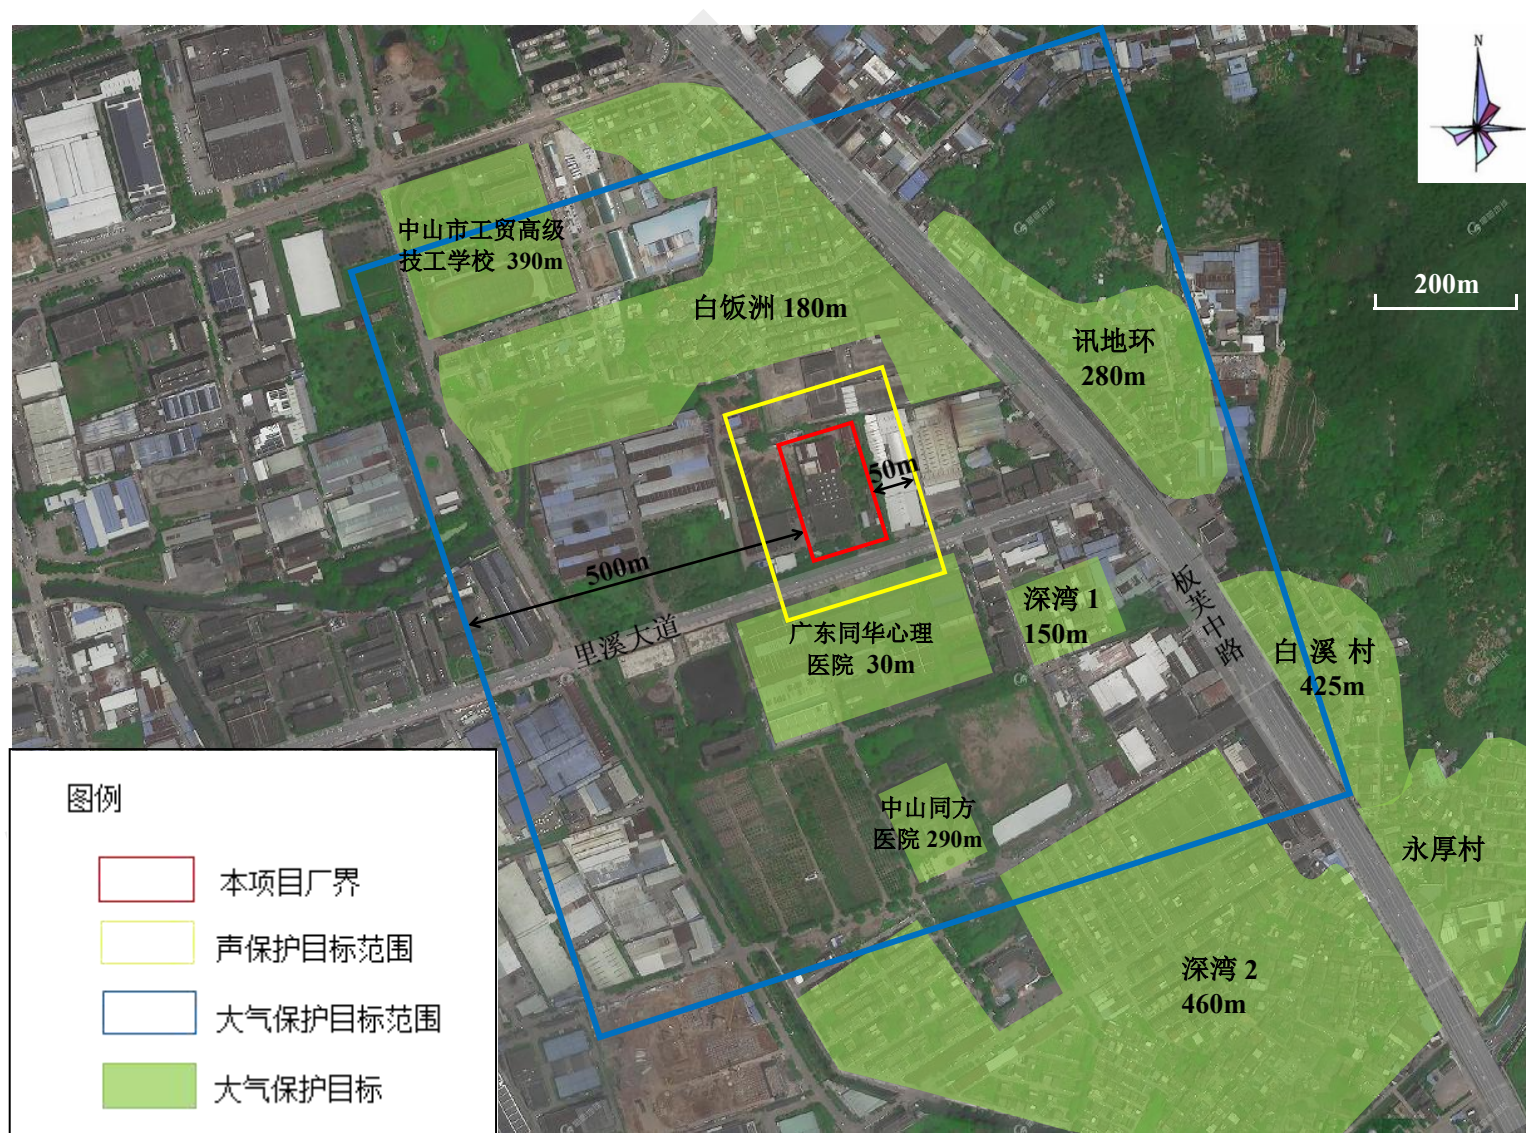 N
200m
中山市工贸高级
技工学校 390m
白饭洲 180m
讯地环
280m
50m
500m
里溪大道
深湾 1
150m
板芙中路
广东同华心理
医院 30m
白溪村
425m
中山同方
医院 290m
永厚村
深湾 2
460m
图例
本项目厂界
声保护目标范围
大气保护目标范围
大气保护目标